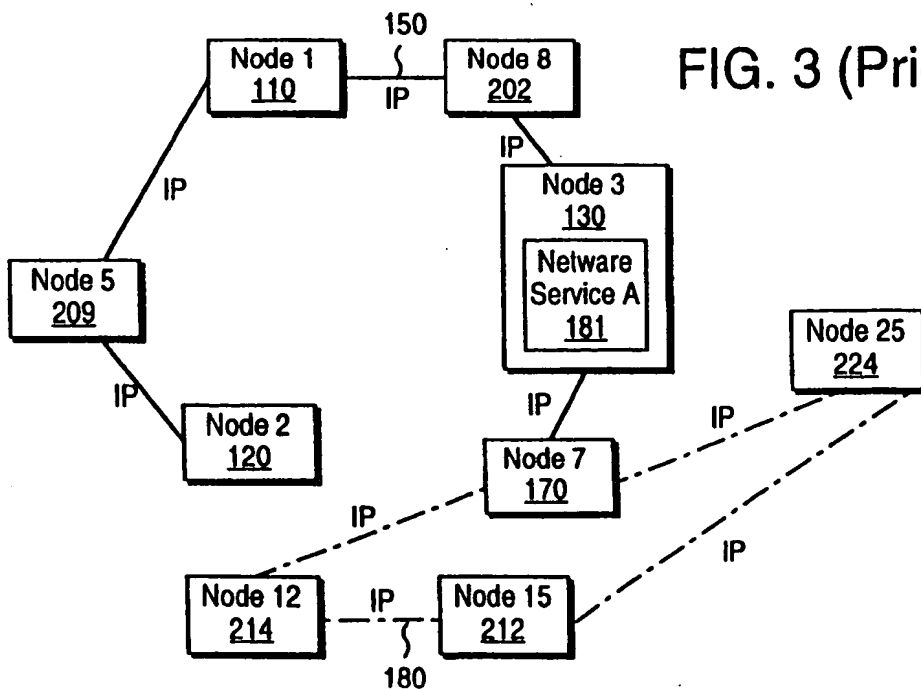 150
Node 1
110
IP
Node 8
202
FIG. 3 (Pri
IP
IP
Node 3
130
Netware
Service A
181
Node 5
209
Node 25
224
IP
IP
IP
Node 2
120
Node 7
170
IP
IP
Node 12
214
IP
Node 15
212
180